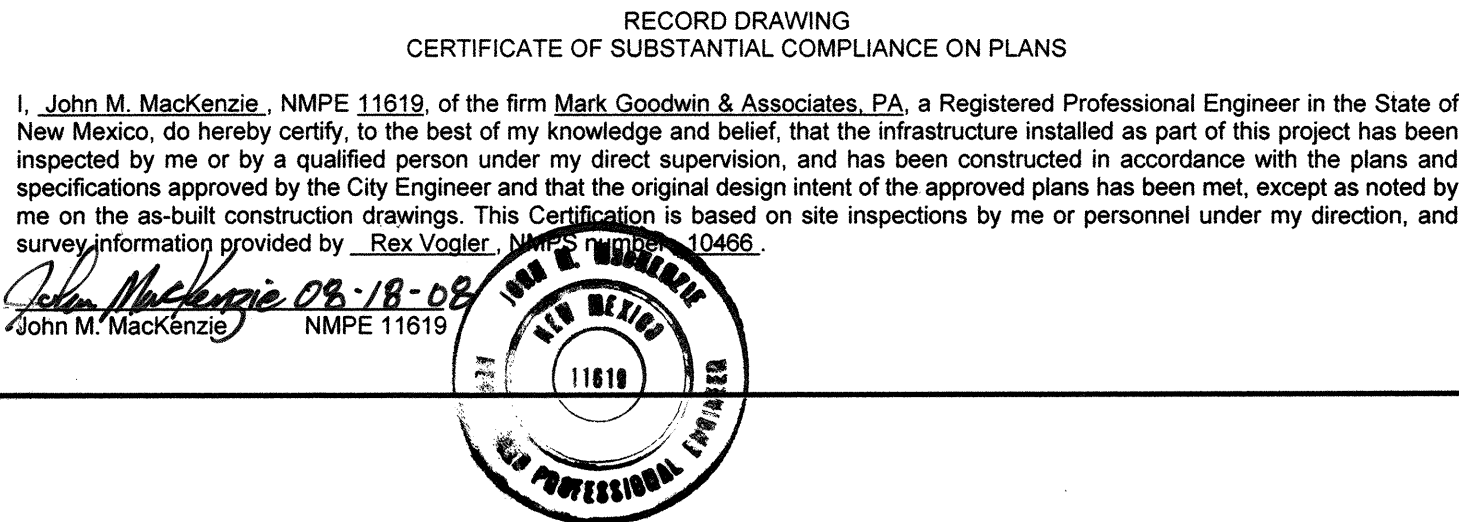 RECORD DRAWING
CERTIFICATE OF SUBSTANTIAL COMPLIANCE ON PLANS
I, John M. MacKenzie , NMPE 11619, of the firm Mark Goodwin & Associates, PA, a Registered Professional Engineer in the State of
New Mexico, do hereby certify, to the best of my knowledge and belief, that the infrastructure installed as part of this project has been
inspected by me or by a qualified person under my direct supervision, and has been constructed in accordance with the plans and
specifications approved by the City Engineer and that the original design intent of the approved plans has been met, except as noted by
me on the as-built construction drawings. This Certification is based on site inspections by me or personnel under my direction, and
survey information provided by Rex Vogler , NMPS number 10466 .
John MacKenzie 08-18-08
John M. MacKenzie NMPE 11619
JOHN M. MACKENZIE
NEW MEXICO
11619
PROFESSIONAL ENGINEER